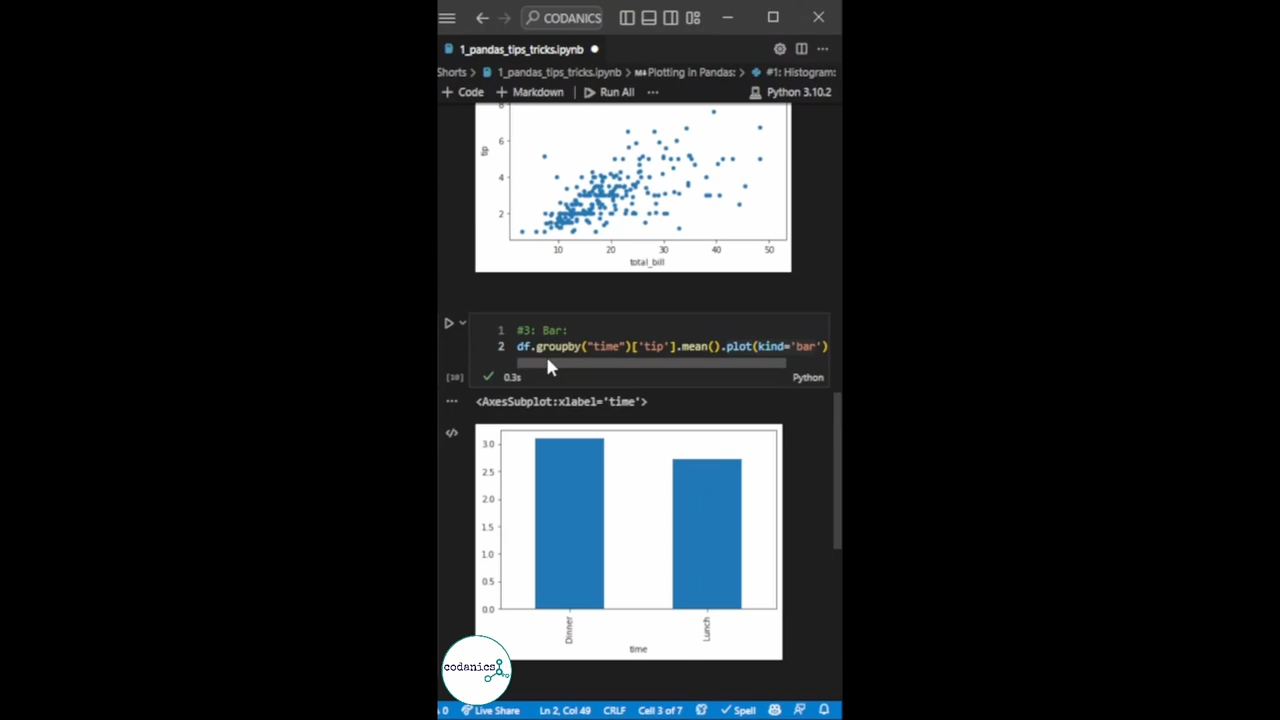 CODANICS
1_pandas_tips_tricks.ipynb
Shorts > 1_pandas_tips_tricks.ipynb > M↓Plotting in Pandas: > #1: Histogram:
+ Code + Markdown | Run All ... Python 3.10.2
8
6
4
2
tip
10 20 30 40 50
total_bill
1 #3: Bar:
2 df.groupby("time")['tip'].mean().plot(kind='bar')
[10] 0.3s Python
<AxesSubplot:xlabel='time'>
3.0
2.5
2.0
1.5
1.0
0.5
0.0
Dinner Lunch
time
codanics
0 Live Share Ln 2, Col 49 CRLF Cell 3 of 7 Spell